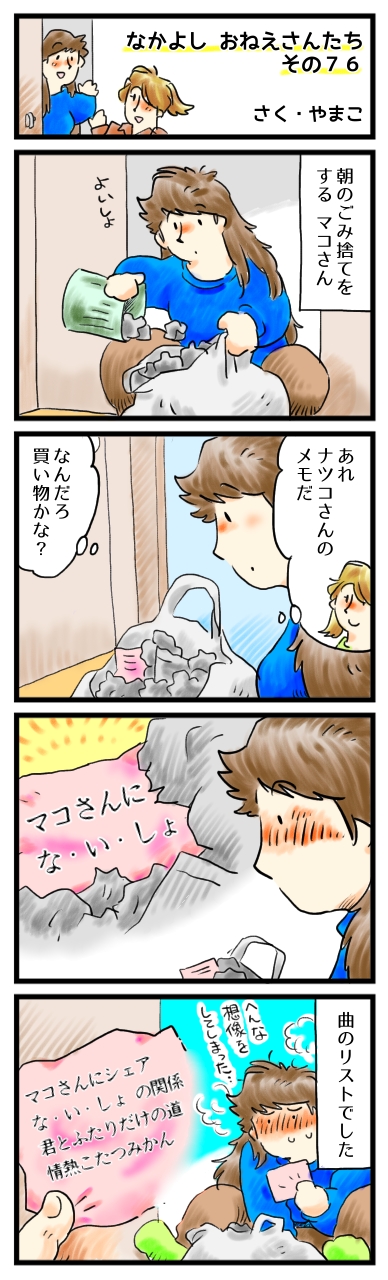 なかよし おねえさんたち
その７６
さく・やまこ
朝のごみ捨てを
する マコさん
よいしょ
あれ
ナツコさんの
メモだ
なんだろ
買い物かな？
マコさんに
な・い・しょ
曲のリストでした
へんな
想像を
してしまった…
マコさんにシェア
な・い・しょ の関係
君とふたりだけの道
情熱こたつみかん